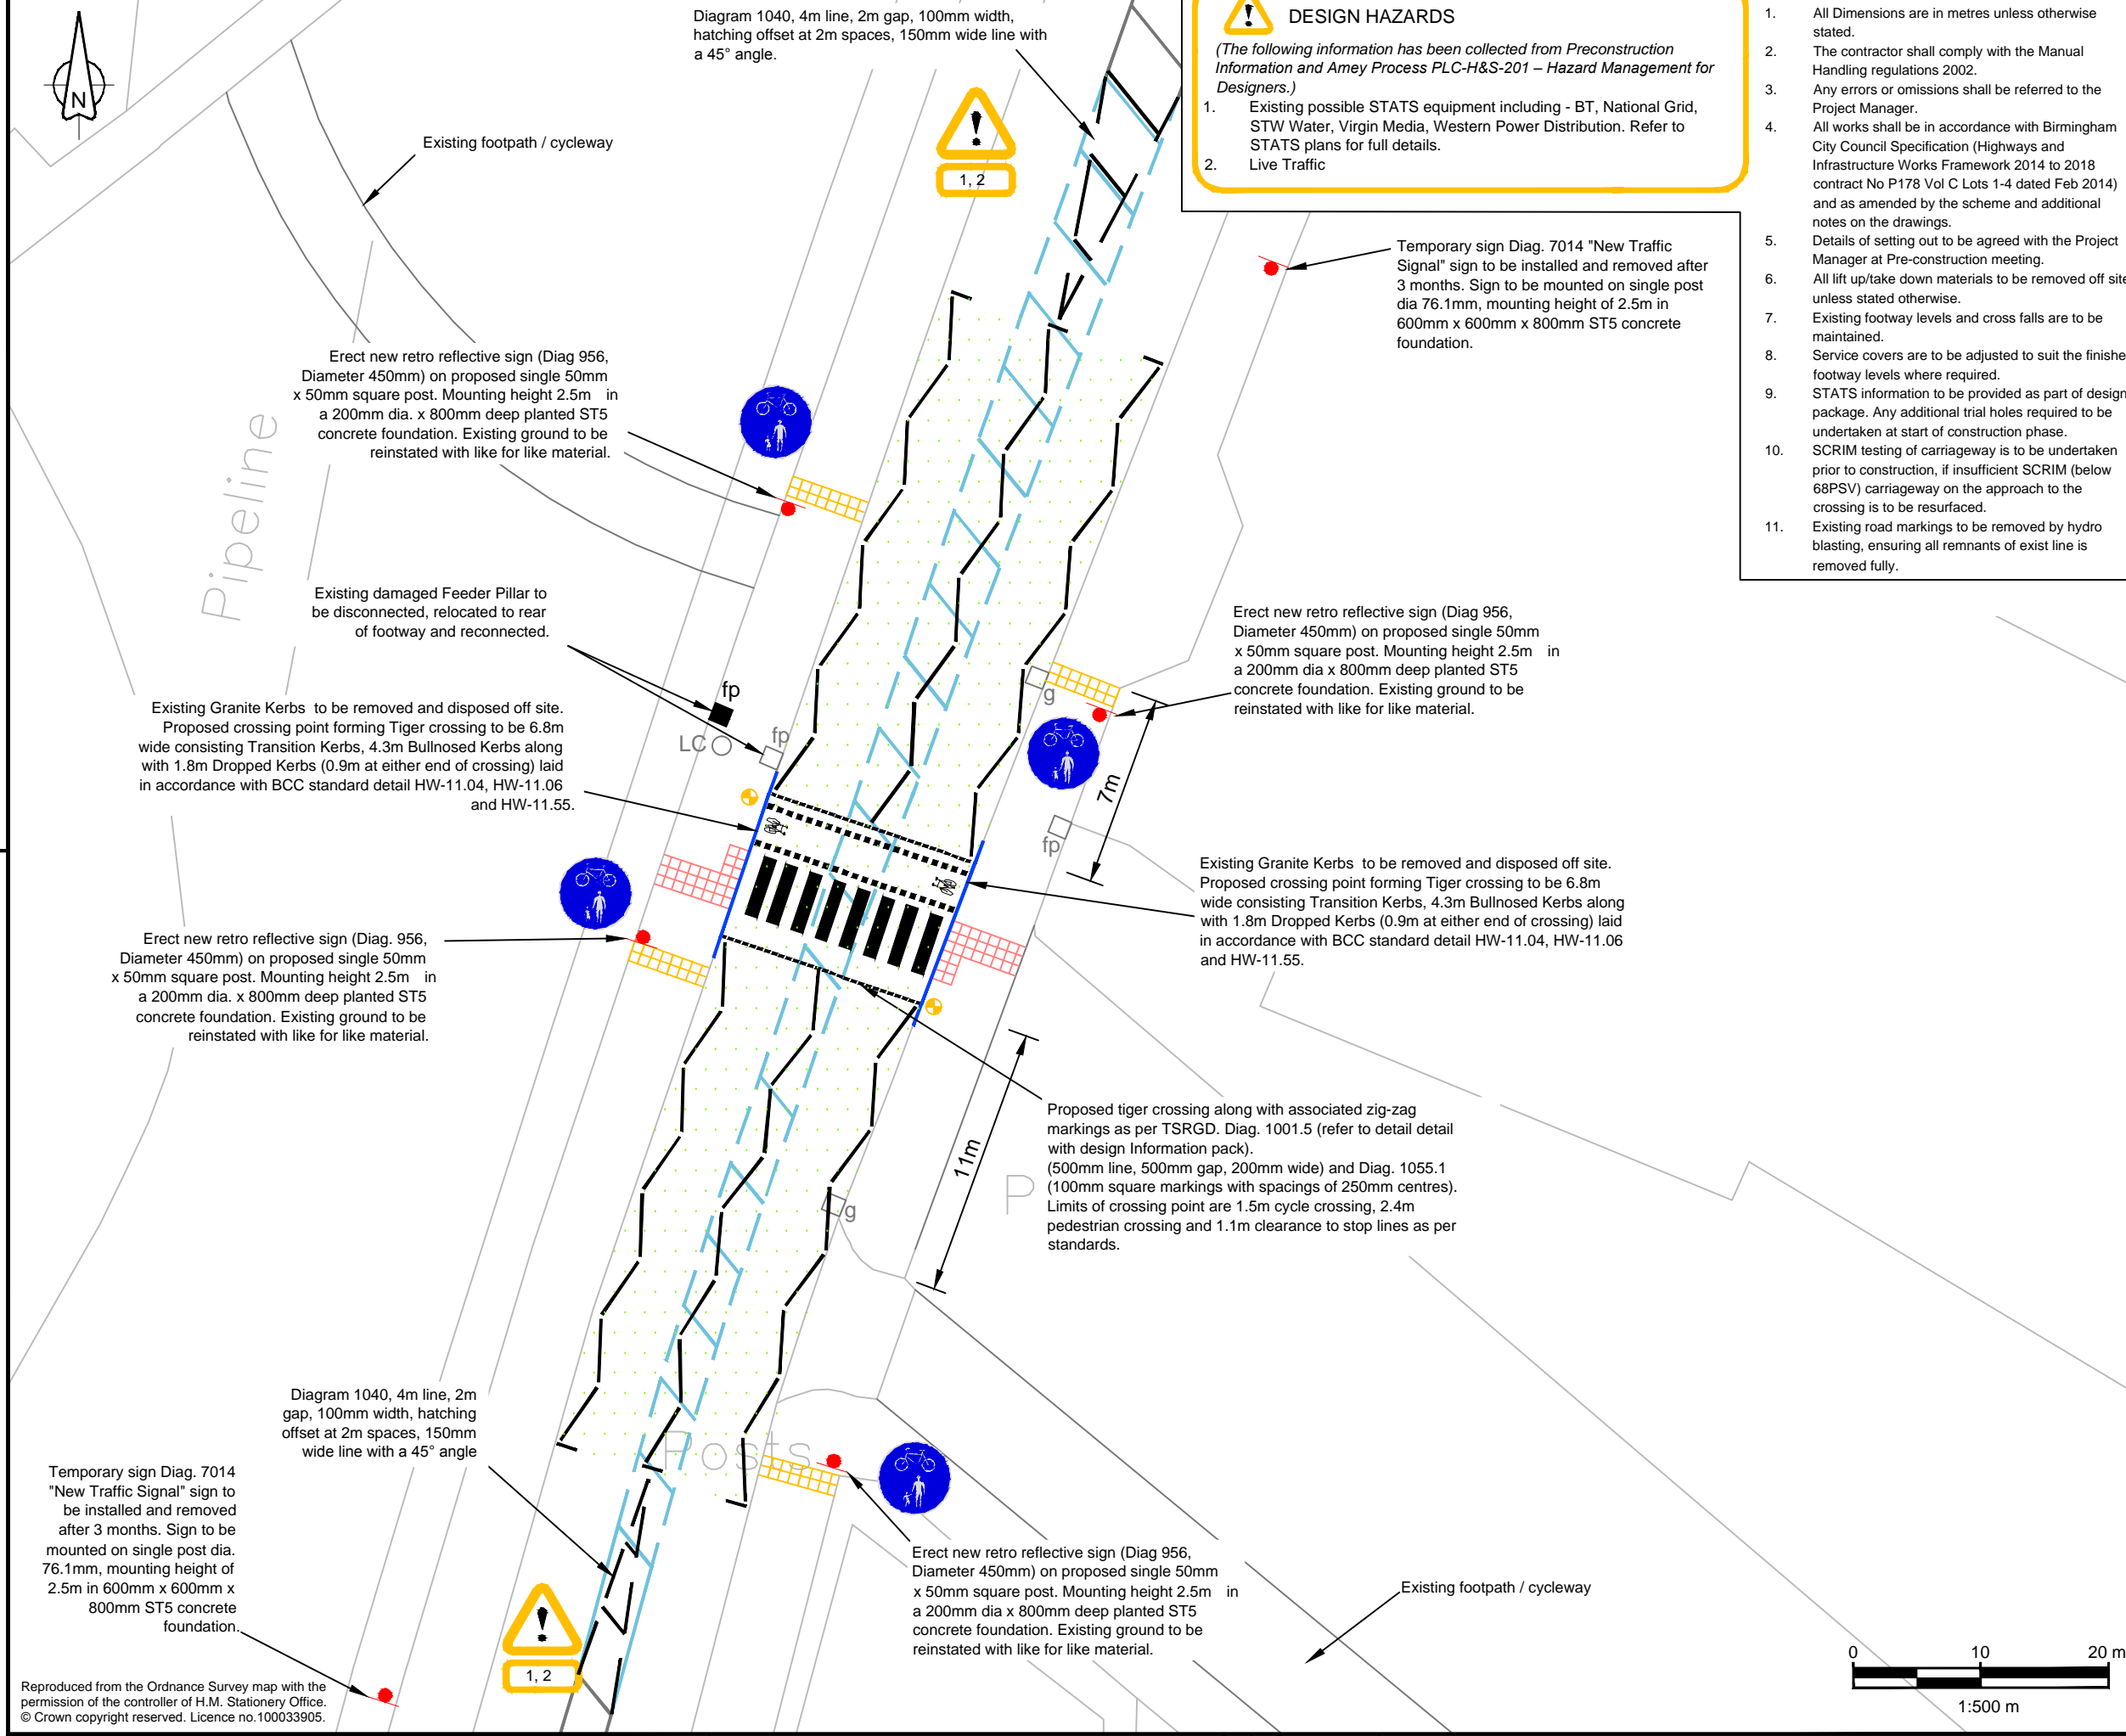 Diagram 1040, 4m line, 2m gap, 100mm width,
hatching offset at 2m spaces, 150mm wide line with
a 45° angle.
N
Existing footpath / cycleway
1, 2
DESIGN HAZARDS
(The following information has been collected from Preconstruction
Information and Amey Process PLC-H&S-201 – Hazard Management for
Designers.)
1. Existing possible STATS equipment including - BT, National Grid,
STW Water, Virgin Media, Western Power Distribution. Refer to
STATS plans for full details.
2. Live Traffic
1. All Dimensions are in metres unless otherwise
stated.
2. The contractor shall comply with the Manual
Handling regulations 2002.
3. Any errors or omissions shall be referred to the
Project Manager.
4. All works shall be in accordance with Birmingham
City Council Specification (Highways and
Infrastructure Works Framework 2014 to 2018
contract No P178 Vol C Lots 1-4 dated Feb 2014)
and as amended by the scheme and additional
notes on the drawings.
5. Details of setting out to be agreed with the Project
Manager at Pre-construction meeting.
6. All lift up/take down materials to be removed off site
unless stated otherwise.
7. Existing footway levels and cross falls are to be
maintained.
8. Service covers are to be adjusted to suit the finishe
footway levels where required.
9. STATS information to be provided as part of design
package. Any additional trial holes required to be
undertaken at start of construction phase.
10. SCRIM testing of carriageway is to be undertaken
prior to construction, if insufficient SCRIM (below
68PSV) carriageway on the approach to the
crossing is to be resurfaced.
11. Existing road markings to be removed by hydro
blasting, ensuring all remnants of exist line is
removed fully.
Temporary sign Diag. 7014 "New Traffic
Signal" sign to be installed and removed after
3 months. Sign to be mounted on single post
dia 76.1mm, mounting height of 2.5m in
600mm x 600mm x 800mm ST5 concrete
foundation.
Erect new retro reflective sign (Diag 956,
Diameter 450mm) on proposed single 50mm
x 50mm square post. Mounting height 2.5m in
a 200mm dia. x 800mm deep planted ST5
concrete foundation. Existing ground to be
reinstated with like for like material.
Pipeline
Existing damaged Feeder Pillar to
be disconnected, relocated to rear
of footway and reconnected.
Erect new retro reflective sign (Diag 956,
Diameter 450mm) on proposed single 50mm
x 50mm square post. Mounting height 2.5m in
a 200mm dia x 800mm deep planted ST5
concrete foundation. Existing ground to be
reinstated with like for like material.
fp
g
fp
LC
7m
fp
Existing Granite Kerbs to be removed and disposed off site.
Proposed crossing point forming Tiger crossing to be 6.8m
wide consisting Transition Kerbs, 4.3m Bullnosed Kerbs along
with 1.8m Dropped Kerbs (0.9m at either end of crossing) laid
in accordance with BCC standard detail HW-11.04, HW-11.06
and HW-11.55.
Existing Granite Kerbs to be removed and disposed off site.
Proposed crossing point forming Tiger crossing to be 6.8m
wide consisting Transition Kerbs, 4.3m Bullnosed Kerbs along
with 1.8m Dropped Kerbs (0.9m at either end of crossing) laid
in accordance with BCC standard detail HW-11.04, HW-11.06
and HW-11.55.
Erect new retro reflective sign (Diag. 956,
Diameter 450mm) on proposed single 50mm
x 50mm square post. Mounting height 2.5m in
a 200mm dia. x 800mm deep planted ST5
concrete foundation. Existing ground to be
reinstated with like for like material.
Proposed tiger crossing along with associated zig-zag
markings as per TSRGD. Diag. 1001.5 (refer to detail detail
with design Information pack).
(500mm line, 500mm gap, 200mm wide) and Diag. 1055.1
(100mm square markings with spacings of 250mm centres).
Limits of crossing point are 1.5m cycle crossing, 2.4m
pedestrian crossing and 1.1m clearance to stop lines as per
standards.
11m
P
g
Diagram 1040, 4m line, 2m
gap, 100mm width, hatching
offset at 2m spaces, 150mm
wide line with a 45° angle
Posts
Temporary sign Diag. 7014
"New Traffic Signal" sign to
be installed and removed
after 3 months. Sign to be
mounted on single post dia.
76.1mm, mounting height of
2.5m in 600mm x 600mm x
800mm ST5 concrete
foundation.
1, 2
Erect new retro reflective sign (Diag 956,
Diameter 450mm) on proposed single 50mm
x 50mm square post. Mounting height 2.5m in
a 200mm dia x 800mm deep planted ST5
concrete foundation. Existing ground to be
reinstated with like for like material.
Existing footpath / cycleway
Reproduced from the Ordnance Survey map with the
permission of the controller of H.M. Stationery Office.
© Crown copyright reserved. Licence no.100033905.
0 10 20 m
1:500 m